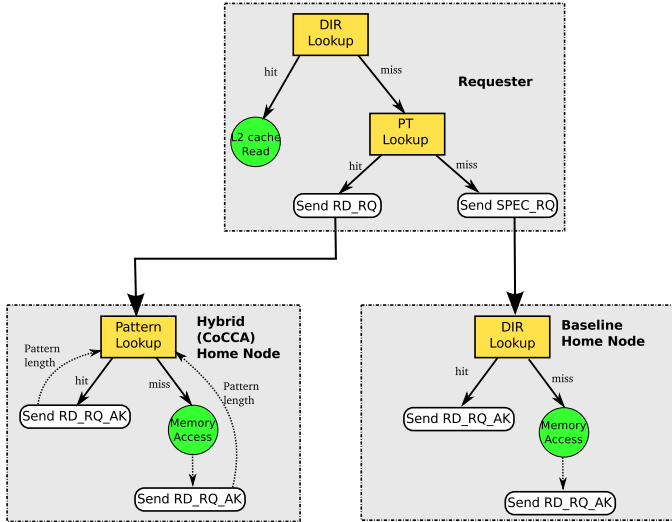 DIR
Lookup
hit
miss
Requester
L2 cache
Read
PT
Lookup
hit
miss
Send RD_RQ
Send SPEC_RQ
Pattern
Lookup
Hybrid
(CoCCA)
Home Node
Pattern
length
hit
miss
Pattern
length
Send RD_RQ_AK
Memory
Access
Send RD_RQ_AK
DIR
Lookup
Baseline
Home Node
hit
miss
Send RD_RQ_AK
Memory
Access
Send RD_RQ_AK